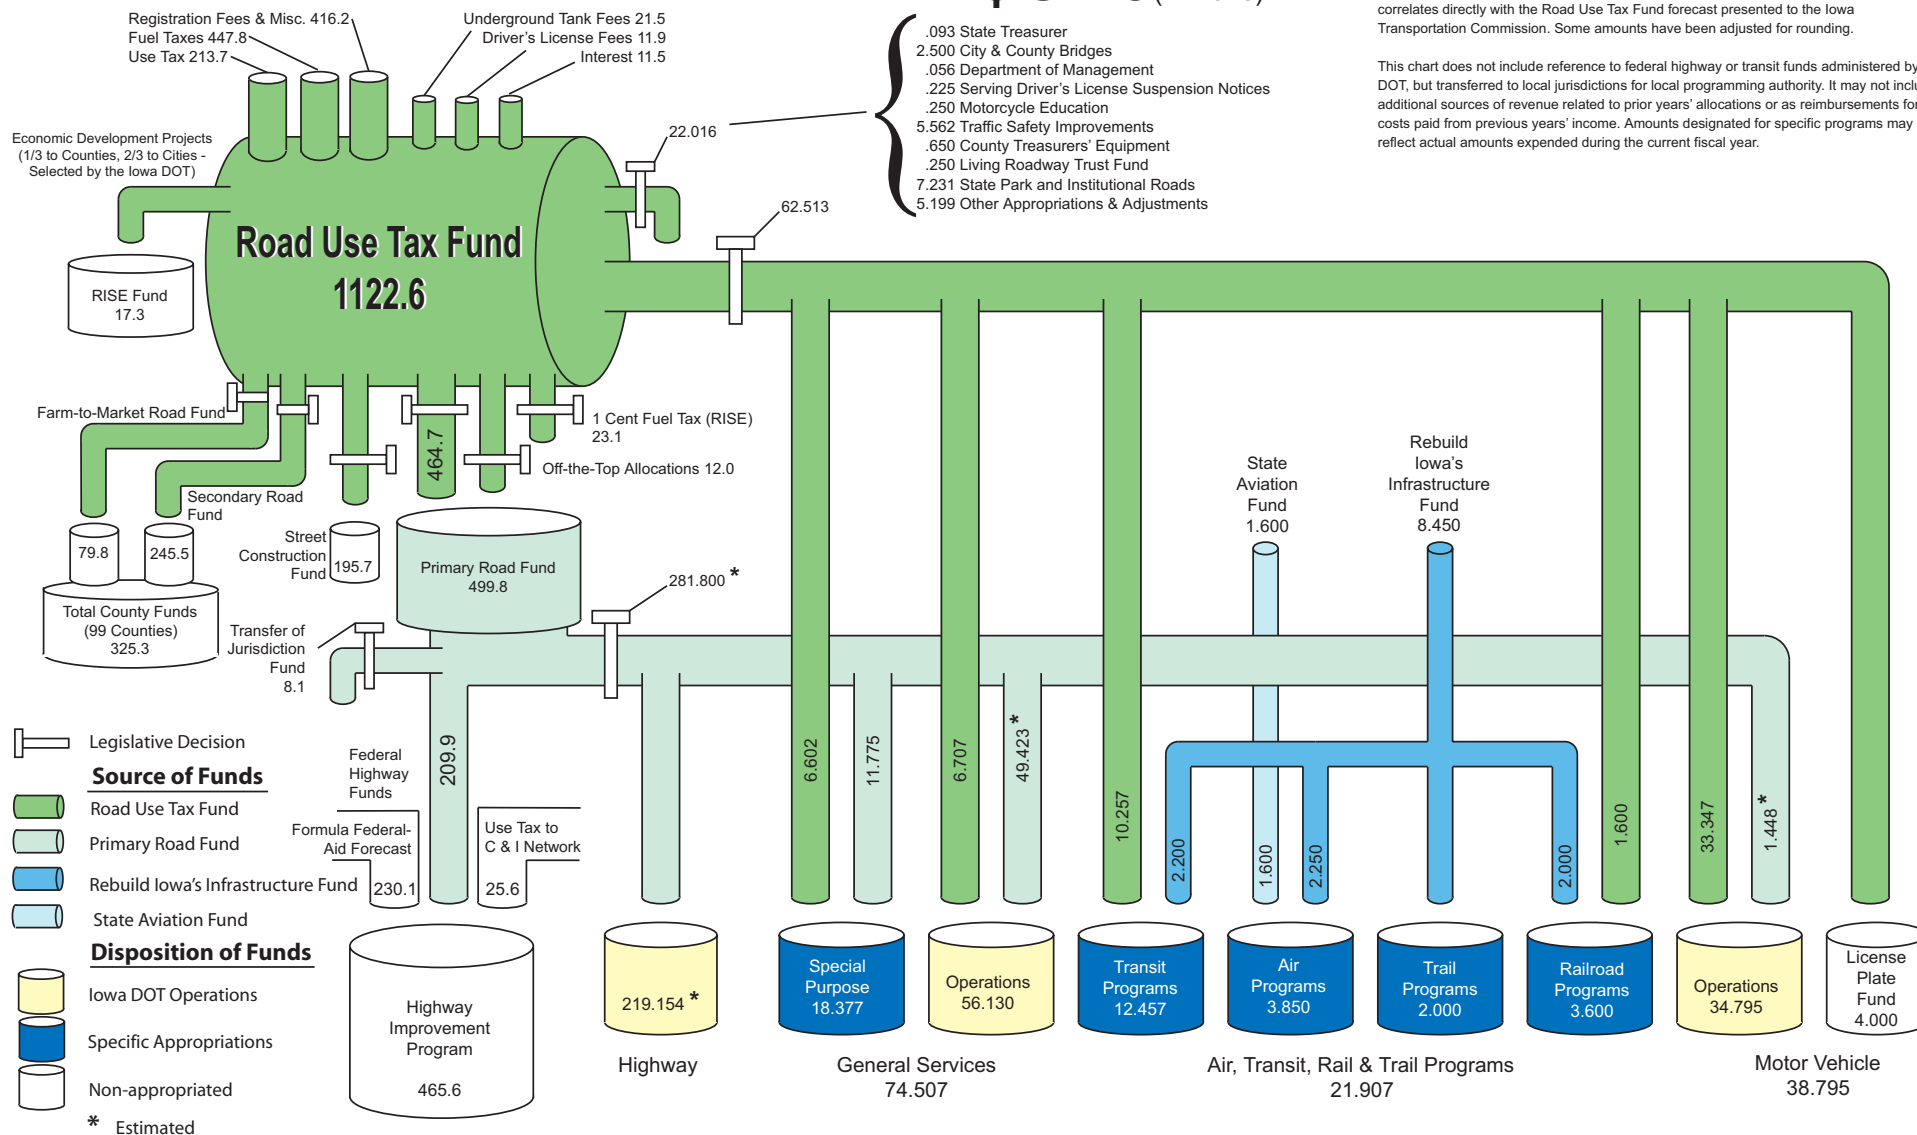 correlates directly with the Road Use Tax Fund forecast presented to the Iowa
Transportation Commission. Some amounts have been adjusted for rounding.
This chart does not include reference to federal highway or transit funds administered by
DOT, but transferred to local jurisdictions for local programming authority. It may not
additional sources of revenue related to prior years' allocations or as reimbursements for
costs paid from previous years' income. Amounts designated for specific programs may
reflect actual amounts expended during the current fiscal year.
Registration Fees & Misc. 416.2
Fuel Taxes 447.8
Use Tax 213.7
Underground Tank Fees 21.5
Driver's License Fees 11.9
Interest 11.5
.093 State Treasurer
2.500 City & County Bridges
.056 Department of Management
.225 Serving Driver's License Suspension Notices
.250 Motorcycle Education
5.562 Traffic Safety Improvements
.650 County Treasurers' Equipment
.250 Living Roadway Trust Fund
7.231 State Park and Institutional Roads
5.199 Other Appropriations & Adjustments
22.016
62.513
Economic Development Projects
(1/3 to Counties, 2/3 to Cities -
Selected by the Iowa DOT)
RISE Fund
17.3
Road Use Tax Fund
1122.6
Farm-to-Market Road Fund
Secondary Road
Fund
79.8
245.5
Total County Funds
(99 Counties)
325.3
Street
Construction
Fund
195.7
464.7
1 Cent Fuel Tax (RISE)
23.1
Off-the-Top Allocations 12.0
Primary Road Fund
499.8
281.800 *
Transfer of
Jurisdiction
Fund
8.1
State
Aviation
Fund
1.600
Rebuild
Iowa's
Infrastructure
Fund
8.450
209.9
6.602
11.775
6.707
49.423 *
10.257
2.200
1.600
2.250
2.000
1.600
33.347
1.448 *
Federal
Highway
Funds
Formula Federal-
Aid Forecast
230.1
Use Tax to
C & I Network
25.6
Legislative Decision
Source of Funds
Road Use Tax Fund
Primary Road Fund
Rebuild Iowa's Infrastructure Fund
State Aviation Fund
Disposition of Funds
Iowa DOT Operations
Specific Appropriations
Non-appropriated
* Estimated
Highway
Improvement
Program
465.6
219.154 *
Highway
Special
Purpose
18.377
Operations
56.130
General Services
74.507
Transit
Programs
12.457
Air
Programs
3.850
Trail
Programs
2.000
Railroad
Programs
3.600
Air, Transit, Rail & Trail Programs
21.907
Operations
34.795
License
Plate
Fund
4.000
Motor Vehicle
38.795